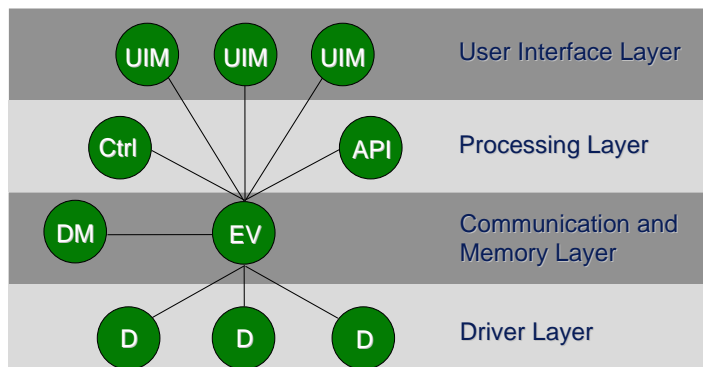 UIM UIM UIM User Interface Layer
Ctrl API Processing Layer
DM EV Communication and
Memory Layer
D D D Driver Layer